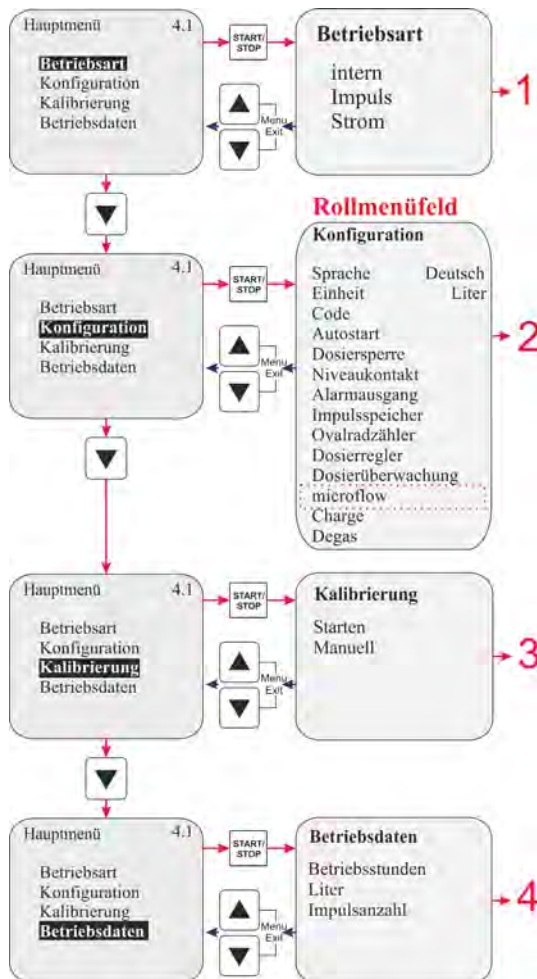 Hauptmenü 4.1
Betriebsart
Konfiguration
Kalibrierung
Betriebsdaten
START/
STOP
Menu
Exit
Betriebsart
intern
Impuls
Strom
1
Rollmenüfeld
Hauptmenü 4.1
Betriebsart
Konfiguration
Kalibrierung
Betriebsdaten
START/
STOP
Menu
Exit
Konfiguration
Sprache Deutsch
Einheit Liter
Code
Autostart
Dosiersperre
Niveaukontakt
Alarmausgang
Impulsspeicher
Ovalradzähler
Dosierregler
Dosierüberwachung
microflow
Charge
Degas
2
Hauptmenü 4.1
Betriebsart
Konfiguration
Kalibrierung
Betriebsdaten
START/
STOP
Menu
Exit
Kalibrierung
Starten
Manuell
3
Hauptmenü 4.1
Betriebsart
Konfiguration
Kalibrierung
Betriebsdaten
START/
STOP
Menu
Exit
Betriebsdaten
Betriebsstunden
Liter
Impulsanzahl
4